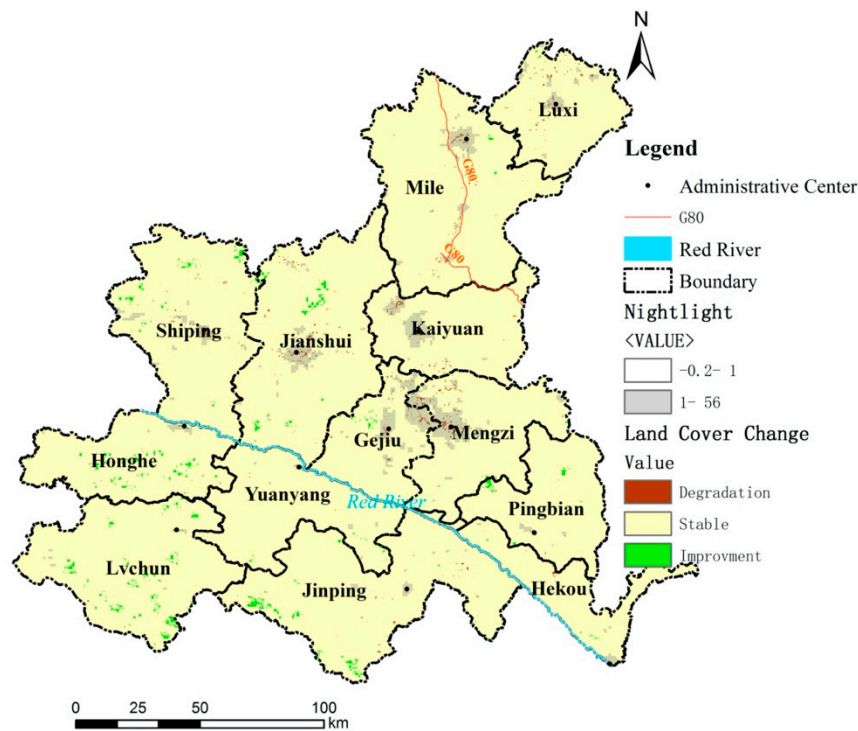 N
Luxi
Mile
G80
G80
Shiping
Jianshui
Kaiyuan
Gejiu
Mengzi
Honghe
Yuanyang
Red River
Pingbian
Lvchun
Jinping
Hekou
Legend
Administrative Center
G80
Red River
Boundary
Nightlight
<VALUE>
-0.2- 1
1- 56
Land Cover Change
Value
Degradation
Stable
Improvment
0 25 50 100
km